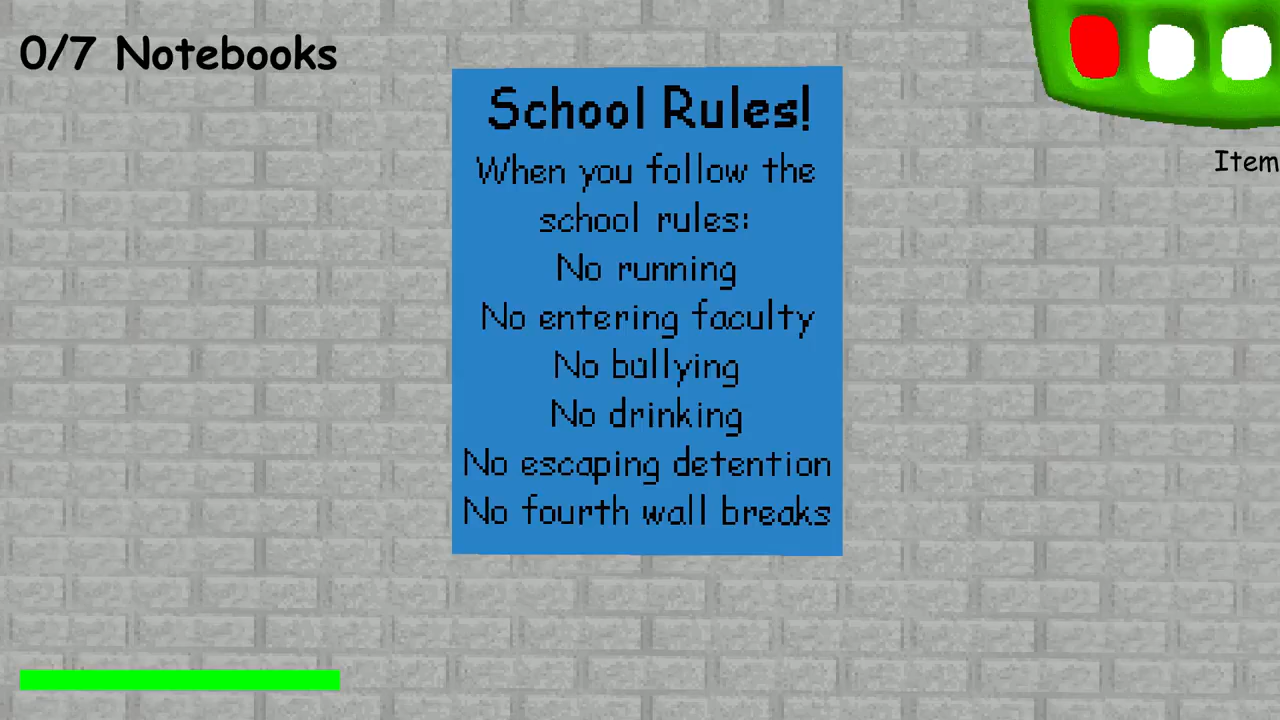 0/7 Notebooks
School Rules!
When you follow the
school rules:
No running
No entering faculty
No bullying
No drinking
No escaping detention
No fourth wall breaks
Item